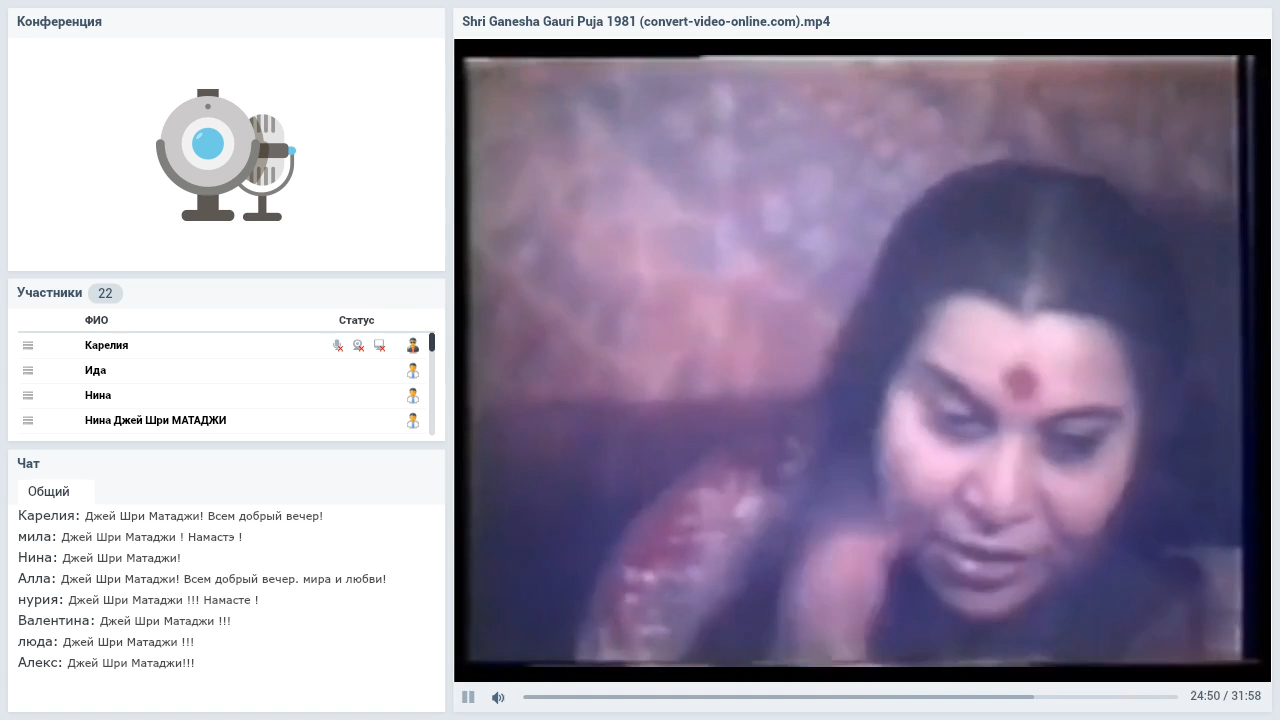 Конференция
Участники 22
ФИО Статус
Карелия
Ида
Нина
Нина Джей Шри МАТАДЖИ
Чат
Общий
Карелия: Джей Шри Матаджи! Всем добрый вечер!
мила: Джей Шри Матаджи ! Намастэ !
Нина: Джей Шри Матаджи!
Алла: Джей Шри Матаджи! Всем добрый вечер. мира и любви!
нурия: Джей Шри Матаджи !!! Намасте !
Валентина: Джей Шри Матаджи !!!
люда: Джей Шри Матаджи !!!
Алекс: Джей Шри Матаджи!!!
Shri Ganesha Gauri Puja 1981 (convert-video-online.com).mp4
24:50 / 31:58